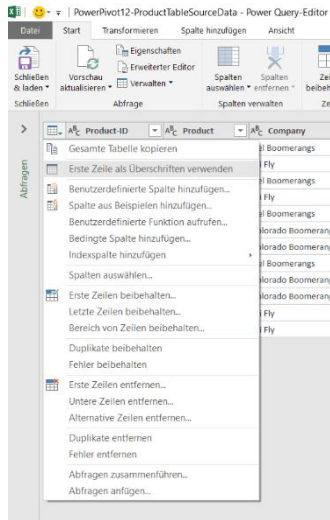 PowerPivot12-ProductTableSourceData - Power Query-Editor
Datei Start Transformieren Spalte hinzufügen Ansicht
Schließen & laden
Vorschau aktualisieren
Eigenschaften
Erweiterter Editor
Verwalten
Spalten auswählen
Spalten entfernen
Schließen Abfrage Spalten verwalten
Abfragen
Product-ID Product Company
Gesamte Tabelle kopieren
Erste Zeile als Überschriften verwenden
Benutzerdefinierte Spalte hinzufügen...
Spalte aus Beispielen hinzufügen...
Benutzerdefinierte Funktion aufrufen...
Bedingte Spalte hinzufügen...
Indexspalte hinzufügen
Spalten auswählen...
Erste Zeilen beibehalten...
Letzte Zeilen beibehalten...
Bereich von Zeilen beibehalten...
Duplikate beibehalten
Fehler beibehalten
Erste Zeilen entfernen...
Untere Zeilen entfernen...
Alternative Zeilen entfernen...
Duplikate entfernen
Fehler entfernen
Abfragen zusammenführen...
Abfragen anfügen...
el Boomerangs
i Fly
el Boomerangs
i Fly
el Boomerangs
i Fly
i Fly